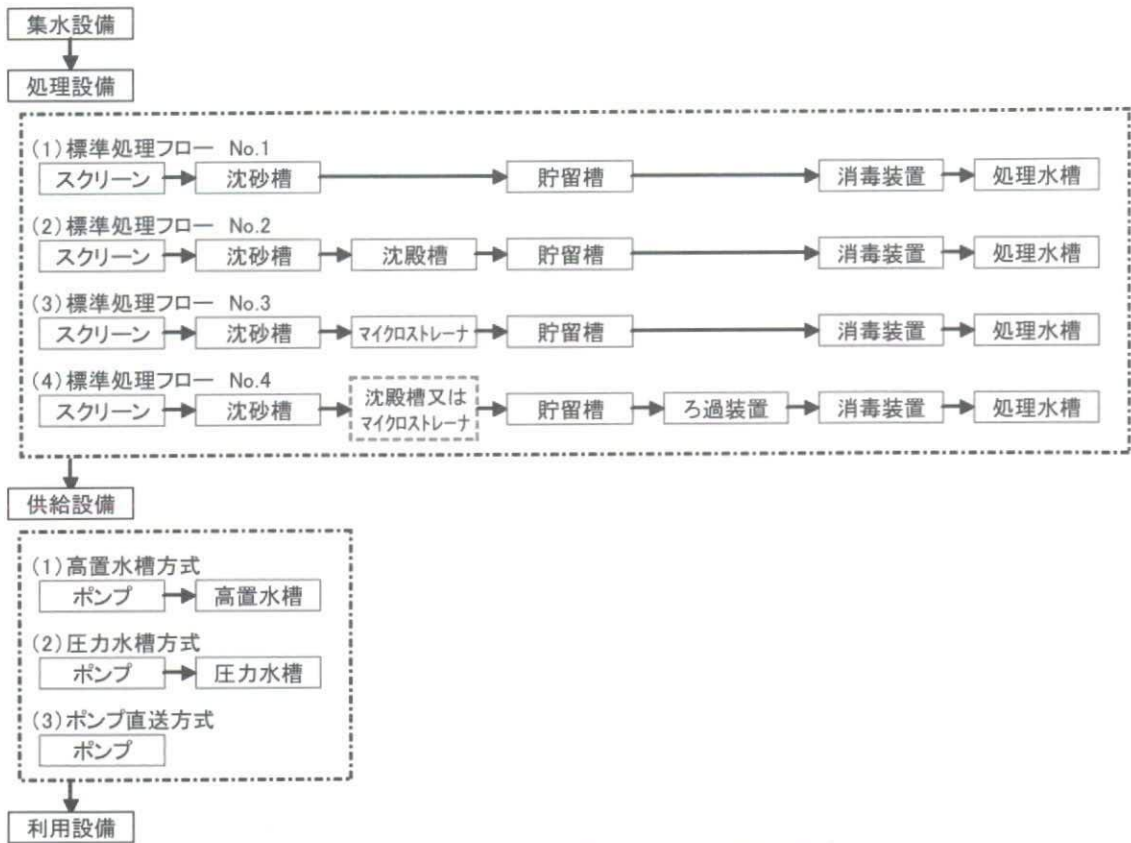 集水設備
処理設備
(1)標準処理フロー No.1
スクリーン 沈砂槽 貯留槽 消毒装置 処理水槽
(2)標準処理フロー No.2
スクリーン 沈砂槽 沈殿槽 貯留槽 消毒装置 処理水槽
(3)標準処理フロー No.3
スクリーン 沈砂槽 マイクロストレーナ 貯留槽 消毒装置 処理水槽
(4)標準処理フロー No.4
スクリーン 沈砂槽 沈殿槽又は
マイクロストレーナ 貯留槽 ろ過装置 消毒装置 処理水槽
供給設備
(1)高置水槽方式
ポンプ 高置水槽
(2)圧力水槽方式
ポンプ 圧力水槽
(3)ポンプ直送方式
ポンプ
利用設備